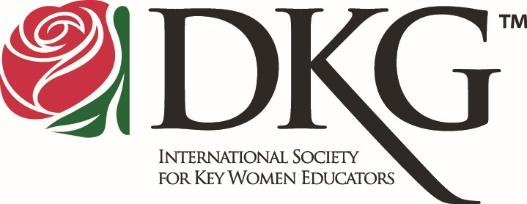 DKG™
INTERNATIONAL SOCIETY
FOR KEY WOMEN EDUCATORS